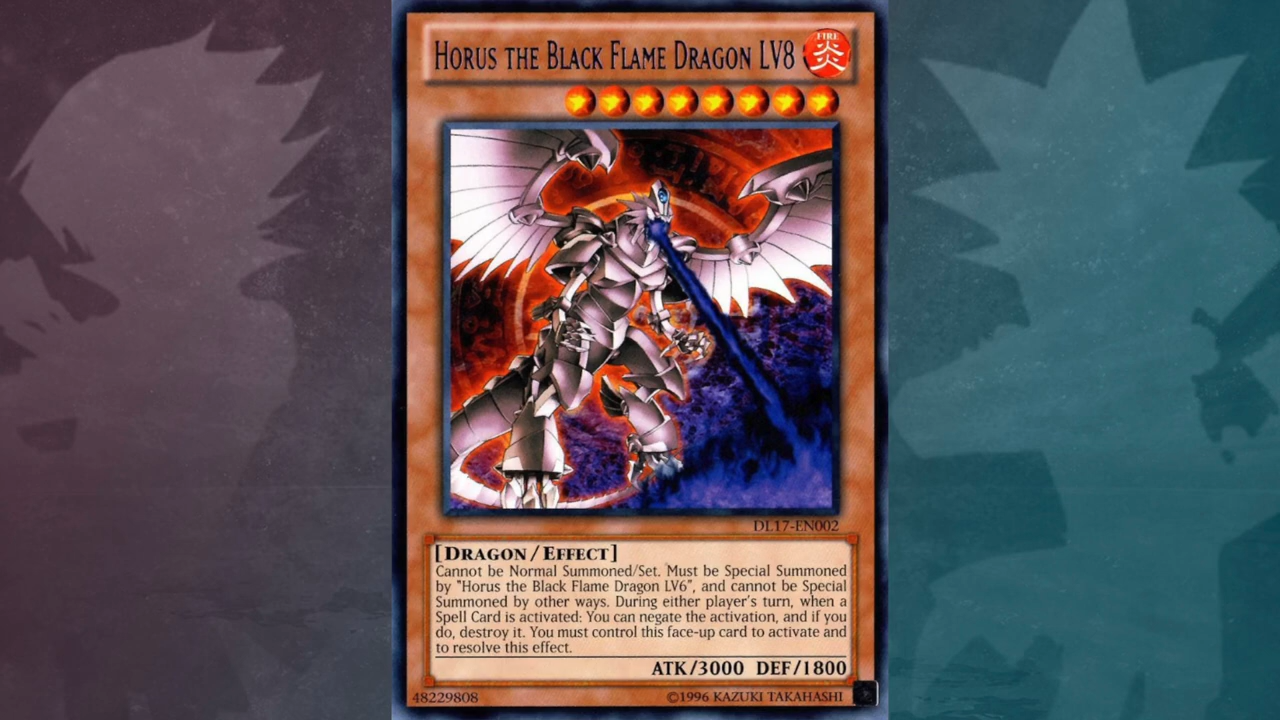 HORUS THE BLACK FLAME DRAGON LV8
FIRE
炎
DL17-EN002
[DRAGON/EFFECT]
Cannot be Normal Summoned/Set. Must be Special Summoned
by "Horus the Black Flame Dragon LV6", and cannot be Special
Summoned by other ways. During either player's turn, when a
Spell Card is activated: You can negate the activation, and if you
do, destroy it. You must control this face-up card to activate and
to resolve this effect.
ATK/3000 DEF/1800
48229808
©1996 KAZUKI TAKAHASHI